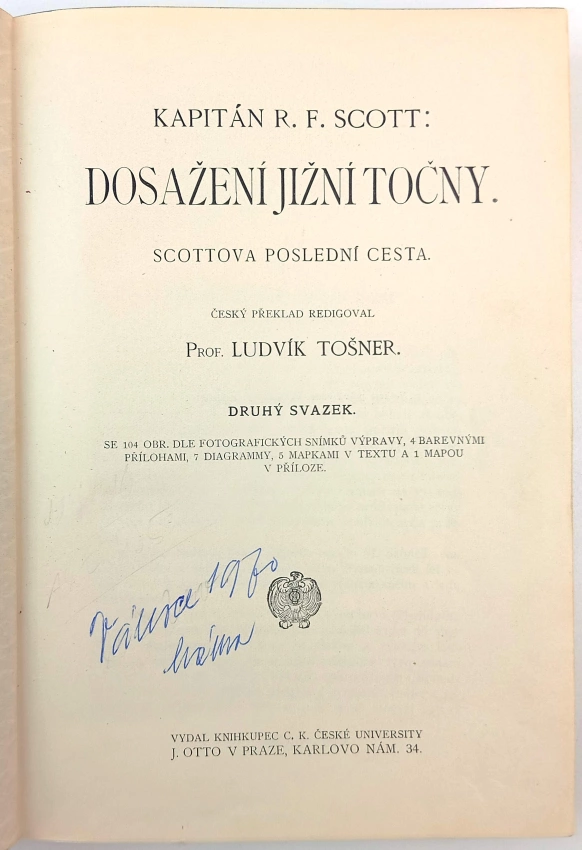 KAPITÁN R. F. SCOTT:
DOSAŽENÍ JIŽNÍ TOČNY.
SCOTTOVA POSLEDNÍ CESTA.
ČESKÝ PŘEKLAD REDIGOVAL
PROF. LUDVÍK TOŠNER.
DRUHÝ SVAZEK.
SE 104 OBR. DLE FOTOGRAFICKÝCH SNÍMKŮ VÝPRAVY, 4 BAREVNÝMI
PŘÍLOHAMI, 7 DIAGRAMMY, 5 MAPKAMI V TEXTU A 1 MAPOU
V PŘÍLOZE.
Vánoce 1970
VYDAL KNIHKUPEC C. K. ČESKÉ UNIVERSITY
J. OTTO V PRAZE, KARLOVO NÁM. 34.